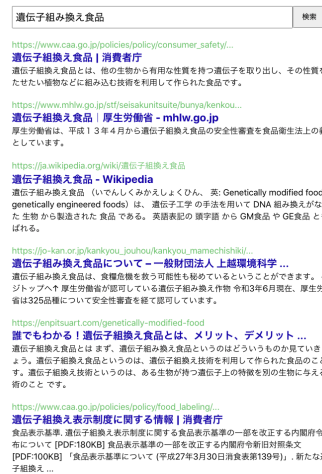 遺伝子組み換え食品
検索
https://www.caa.go.jp/policies/policy/consumer_safety/...
遺伝子組換え食品 | 消費者庁
遺伝子組換え食品とは、他の生物から有用な性質を持つ遺伝子を取り出し、その性質を
たせたい植物などに組み込む技術を利用して作られた食品です。
https://www.mhlw.go.jp/stf/seisakunitsuite/bunya/kenkou...
遺伝子組換え食品｜厚生労働省 - mhlw.go.jp
厚生労働省は、平成１３年４月から遺伝子組換え食品の安全性審査を食品衛生法上の
としています。
https://ja.wikipedia.org/wiki/遺伝子組換え食品
遺伝子組み換え食品 - Wikipedia
遺伝子組み換え食品 （いでんしくみかえしょくひん、 英: Genetically modified food
genetically engineered foods）は、 遺伝子工学 の手法を用いて DNA 組み換えがな
た 生物 から製造された 食品 である。 英語表記の 頭字語 から GM食品 や GE食品 と
ばれる。
https://jo-kan.or.jp/kankyou_jouhou/kankyou_mamechishiki/...
遺伝子組み換え食品について – 一般財団法人 上越環境科学 ...
遺伝子組み換え食品は、食糧危機を救う可能性も秘めているということができます。
ジトップへ↑ 厚生労働省が認可している遺伝子組み換え作物 令和3年6月現在、厚生労
省は325品種について安全性審査を経て認可しています。
https://enpitsuart.com/genetically-modified-food
誰でもわかる！遺伝子組み換え食品とは、メリット、デメリット ...
遺伝子組換え食品とは まず、遺伝子組み換え食品というのはどういうものか見ていき
ょう。遺伝子組換え食品というのは、遺伝子組換え技術を利用して作られた食品のこ
す。遺伝子組換え技術というのは、ある生物が持つ遺伝子上の特徴を別の生物に与え
術のこと です。
https://www.caa.go.jp/policies/policy/food_labeling/...
遺伝子組換え表示制度に関する情報 | 消費者庁
食品表示基準. 遺伝子組換え表示制度に関する食品表示基準の一部を改正する内閣府令
布について [PDF:180KB] 食品表示基準の一部を改正する内閣府令新旧対照条文
[PDF:100KB] 「食品表示基準について (平成27年3月30日消食表第139号)」. 新たな
子組換え ...